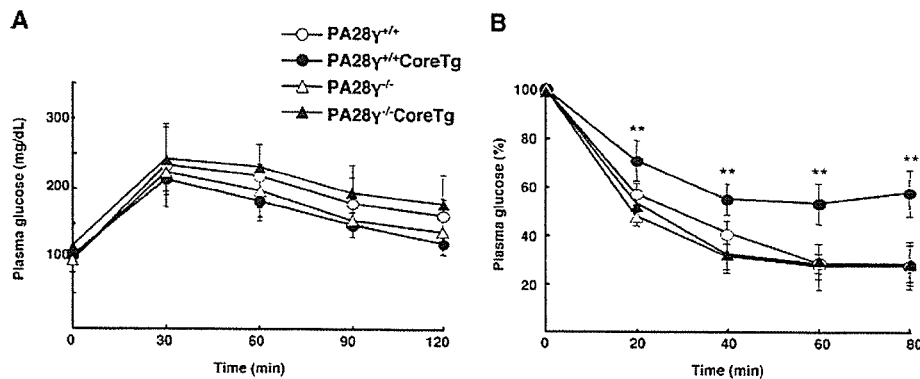 A
PA28γ+/+
PA28γ+/+CoreTg
PA28γ-/-
PA28γ-/-CoreTg
Plasma glucose (mg/dL)
300
200
100
0
30
60
90
120
Time (min)
B
Plasma glucose (%)
100
80
60
40
20
**
**
**
**
0
20
40
60
80
Time (min)